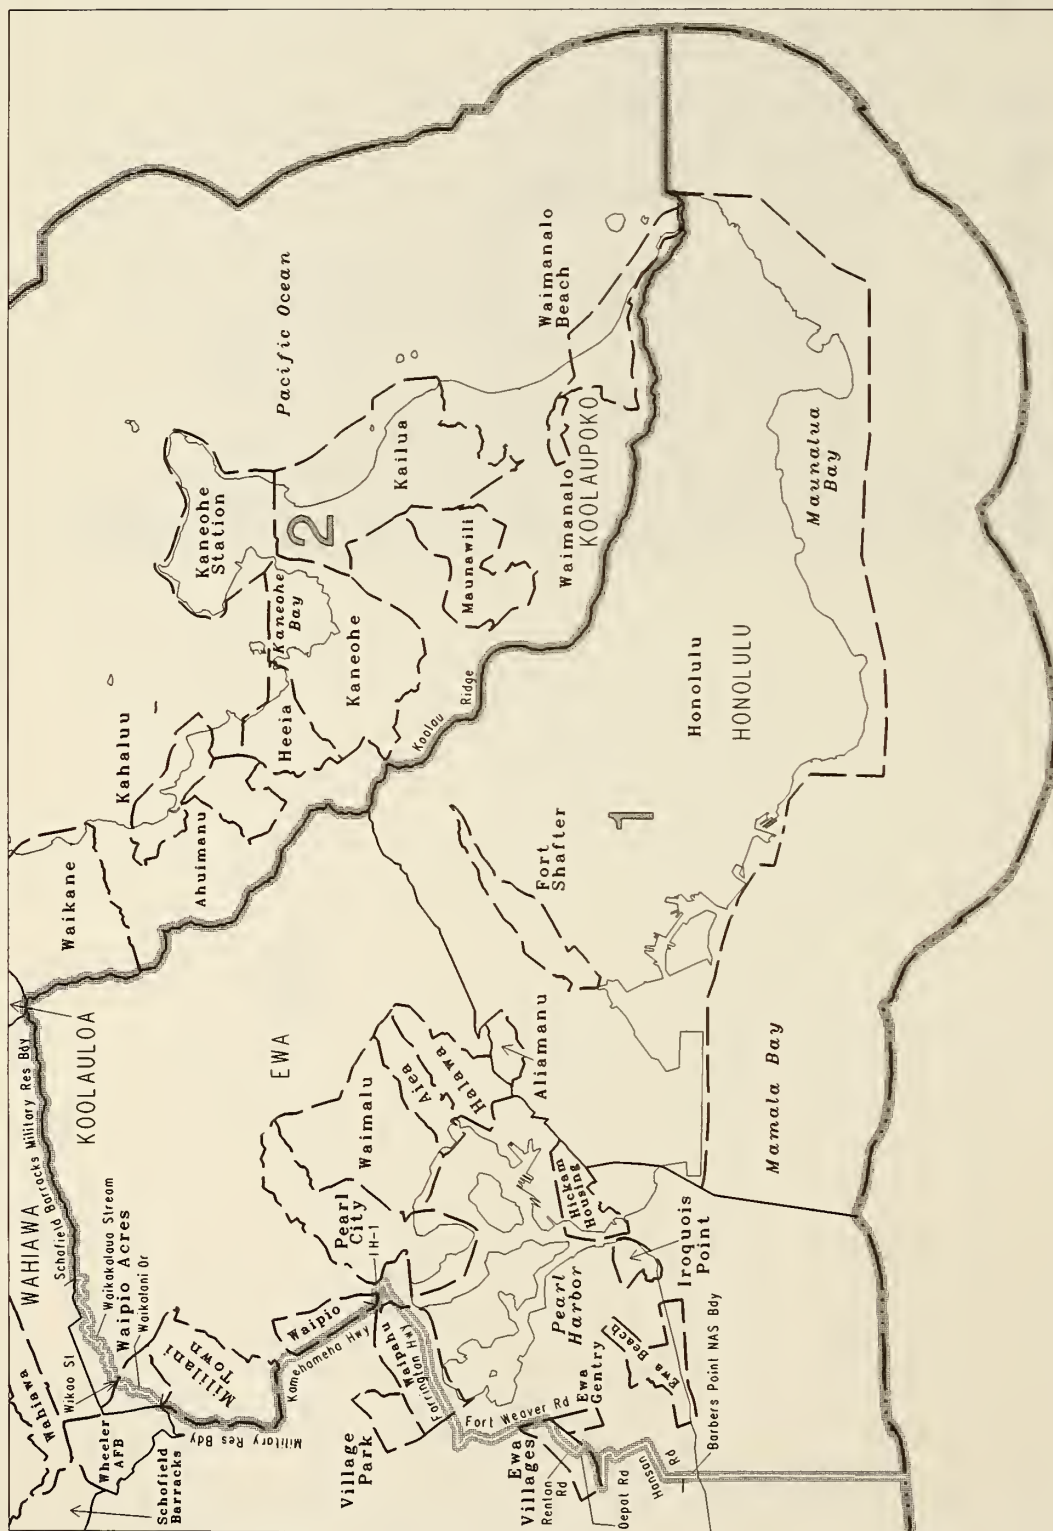 WAHIAWA
Wahiawa
Wikao St
Wheeler
AFB
Schofield
Barracks
Schofield Barracks Military Res Bdy
Waikakalaua Stream
Waipio Acres
Waikalani Dr
Mililani
Town
Military Res Bdy
Kamehameha Hwy
Waipio
KOOLAULOA
Waikane
Kahaluu
Ahuimanu
Heeia
Kaneohe
Kaneohe
Bay
Kaneohe
Station
2
Pacific Ocean
Kailua
Maunawili
Koolau
Ridge
Waimanalo
KOOLAUPOKO
Waimanalo
Beach
EWA
Waimalu
Pearl
City
H-1
Aiea
Halawa
Aliamanu
Fort
Shafter
1
Honolulu
HONOLULU
Maunalua
Bay
Mamala Bay
Village
Park
Waipahu
Farrington Hwy
Fort Weaver Rd
Ewa
Villages
Renton
Rd
Depot Rd
Hanson
Rd
Barbers Point NAS Bdy
Ewa
Gentry
Ewa
Beach
Pearl
Harbor
Hickam
Housing
Iroquois
Point